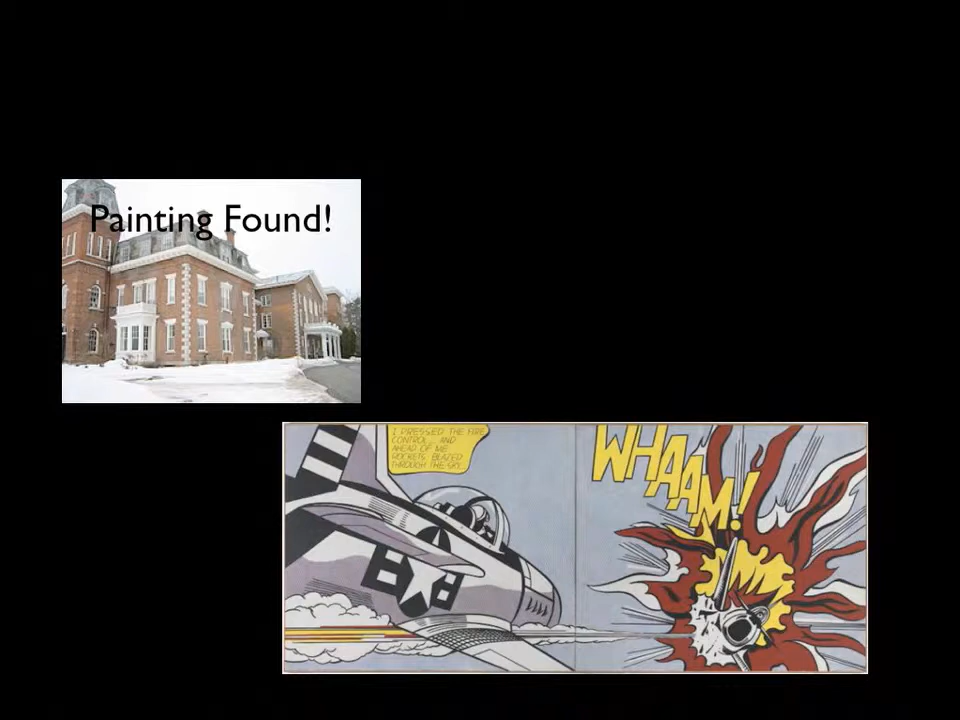 Painting Found!
I PRESSED THE FIRE
CONTROL... AND
AHEAD OF ME
ROCKETS BLAZED
THROUGH THE SKY...
WHAAM!